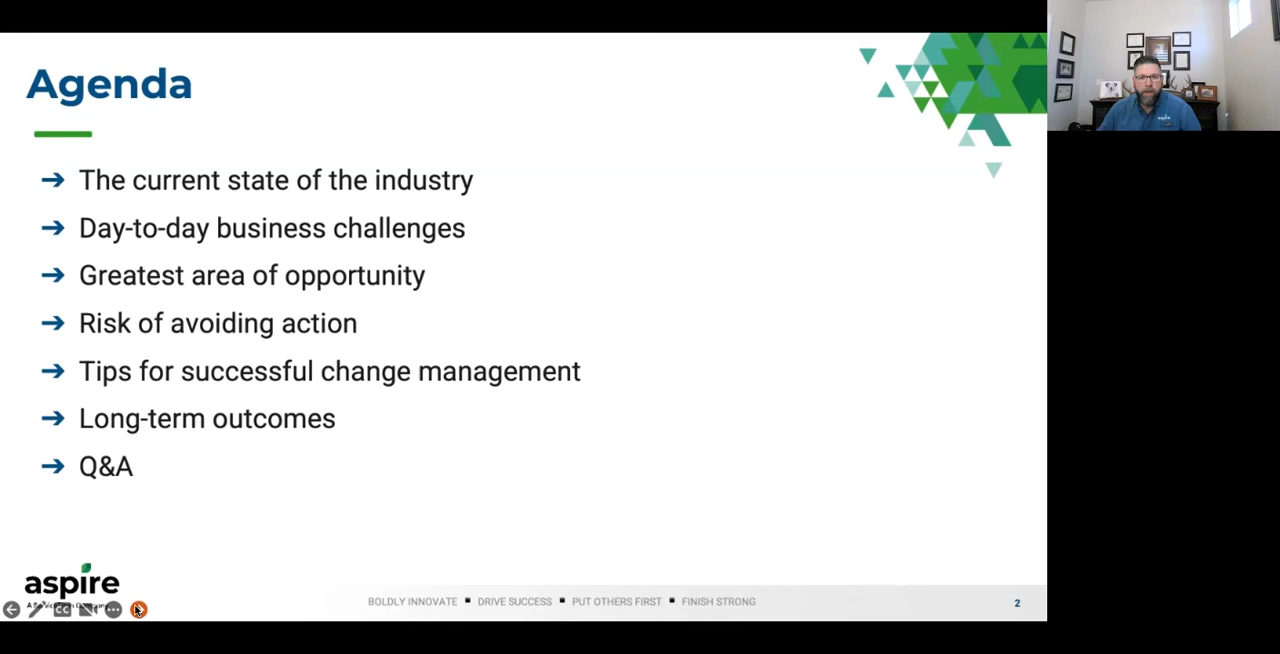 Agenda
→ The current state of the industry
→ Day-to-day business challenges
→ Greatest area of opportunity
→ Risk of avoiding action
→ Tips for successful change management
→ Long-term outcomes
→ Q&A
aspire
CC
BOLDLY INNOVATE ▪ DRIVE SUCCESS ▪ PUT OTHERS FIRST ▪ FINISH STRONG
2
aspire